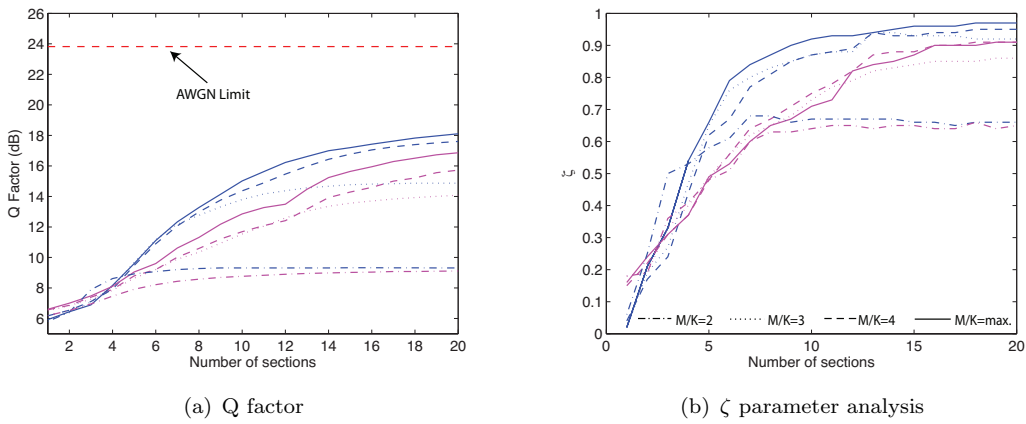 26
24
22
20
18
16
14
12
10
8
6
Q Factor (dB)
AWGN Limit
2 4 6 8 10 12 14 16 18 20
Number of sections
(a) Q factor
1
0.9
0.8
0.7
0.6
0.5
0.4
0.3
0.2
0.1
0
ζ
M/K=2 M/K=3 M/K=4 M/K=max.
0 5 10 15 20
Number of sections
(b) ζ parameter analysis